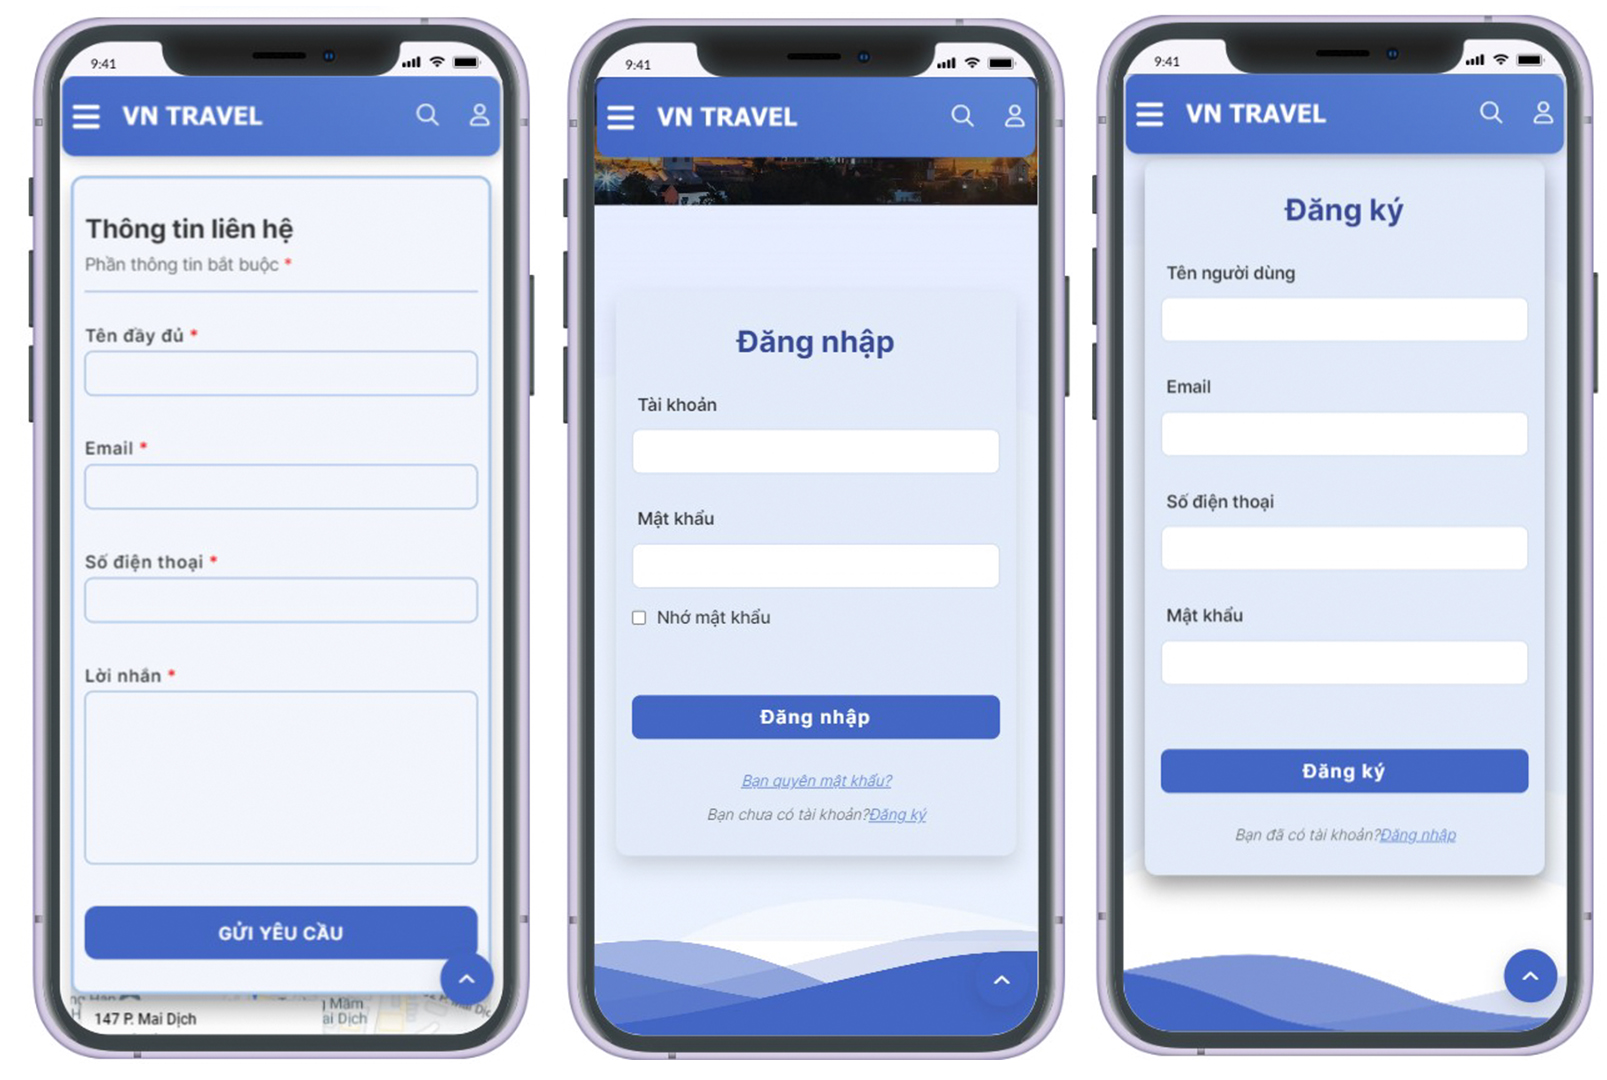 9:41
VN TRAVEL
Thông tin liên hệ
Phần thông tin bắt buộc *
Tên đầy đủ *
Email *
Số điện thoại *
Lời nhắn *
GỬI YÊU CẦU
147 P. Mai Dịch
ai Dịch
9:41
VN TRAVEL
Đăng nhập
Tài khoản
Mật khẩu
Nhớ mật khẩu
Đăng nhập
Bạn quyên mật khẩu?
Bạn chưa có tài khoản?Đăng ký
9:41
VN TRAVEL
Đăng ký
Tên người dùng
Email
Số điện thoại
Mật khẩu
Đăng ký
Bạn đã có tài khoản?Đăng nhập